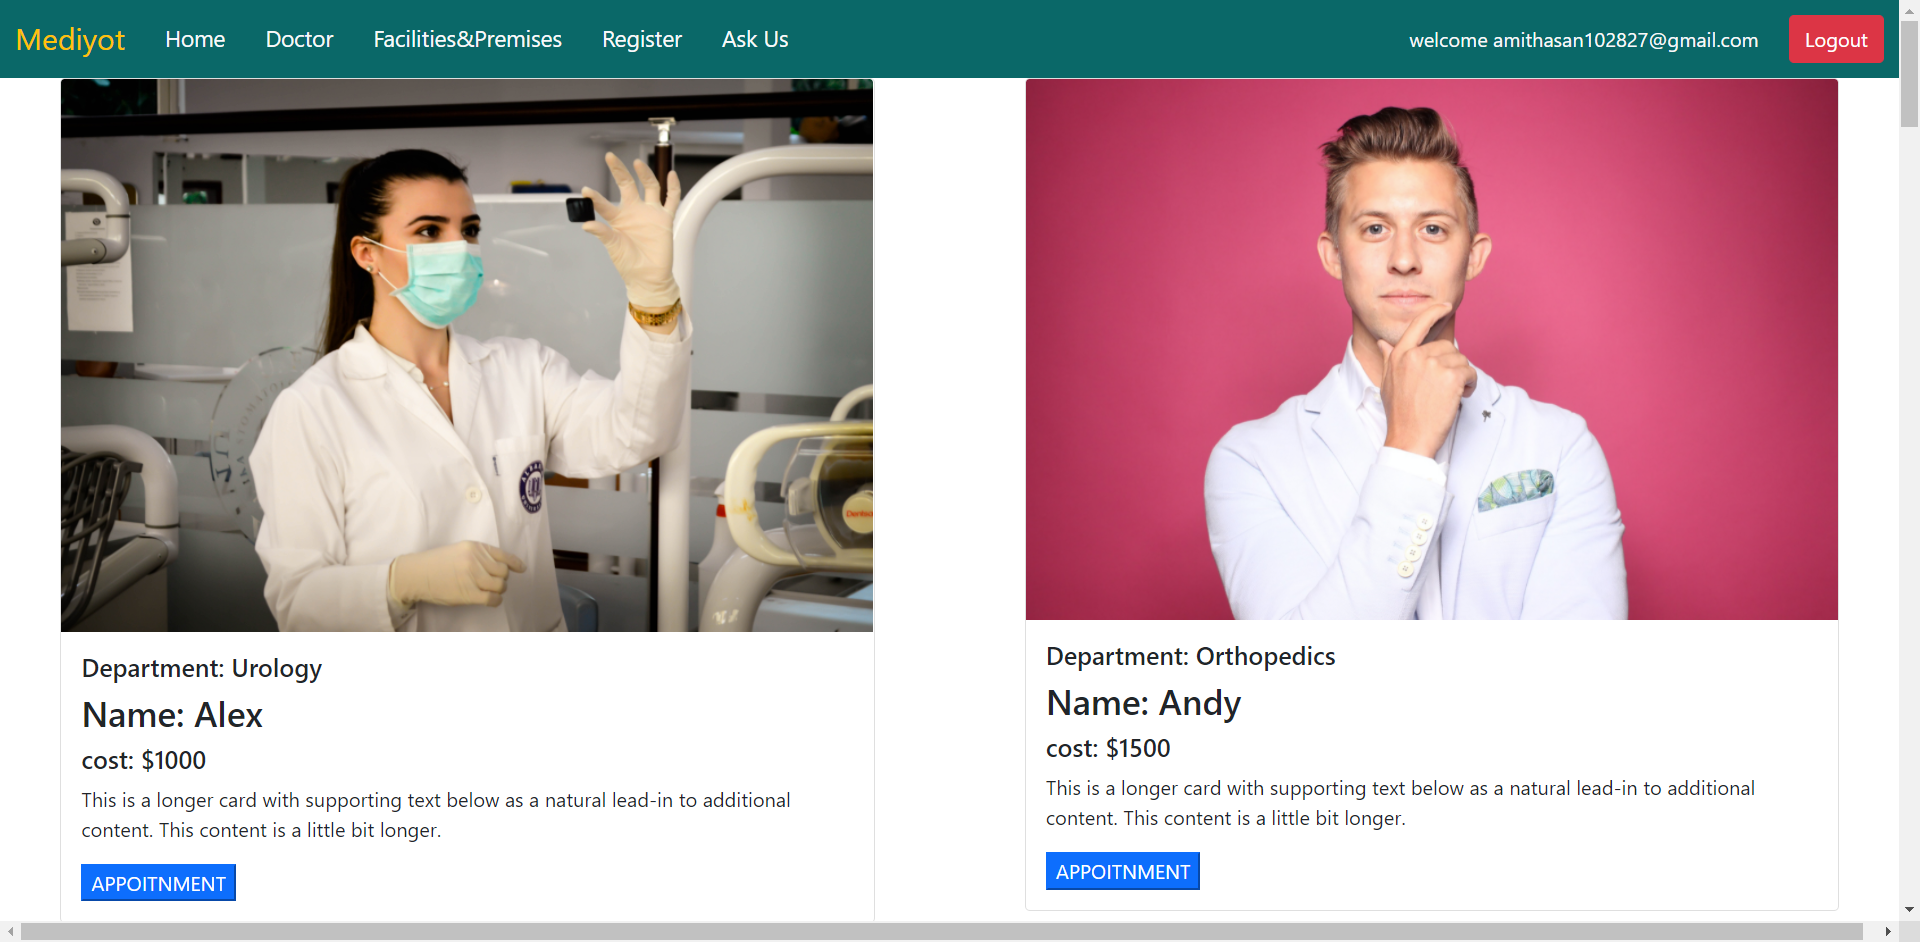 Mediyot Home Doctor Facilities&Premises Register Ask Us welcome amithasan102827@gmail.com Logout
Department: Urology
Name: Alex
cost: $1000
This is a longer card with supporting text below as a natural lead-in to additional
content. This content is a little bit longer.
APPOITNMENT
Department: Orthopedics
Name: Andy
cost: $1500
This is a longer card with supporting text below as a natural lead-in to additional
content. This content is a little bit longer.
APPOITNMENT